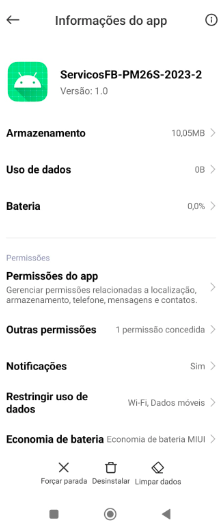 Informações do app
ServicosFB-PM26S-2023-2
Versão: 1.0
Armazenamento 10,05MB
Uso de dados 0B
Bateria 0,0%
Permissões
Permissões do app
Gerenciar permissões relacionadas a localização,
armazenamento, telefone, mensagens e contatos.
Outras permissões 1 permissão concedida
Notificações Sim
Restringir uso de
dados Wi-Fi, Dados móveis
Economia de bateria Economia de bateria MIUI
Forçar parada Desinstalar Limpar dados